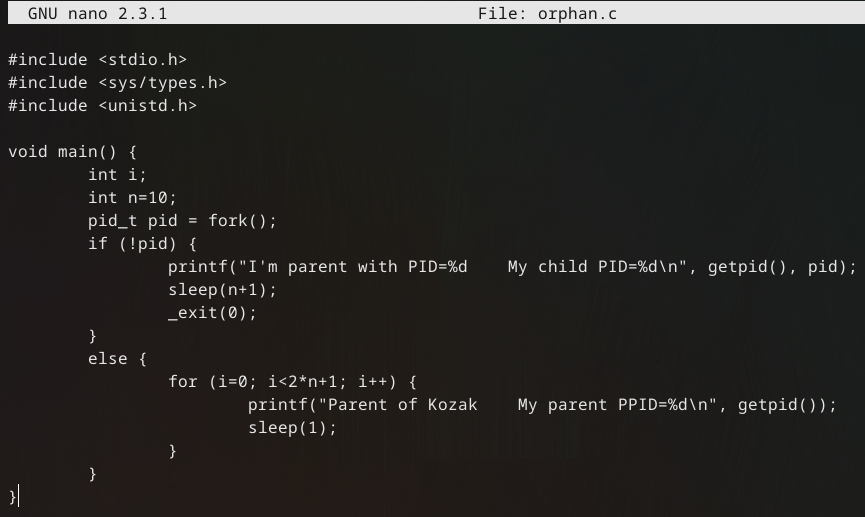 GNU nano 2.3.1 File: orphan.c
#include <stdio.h>
#include <sys/types.h>
#include <unistd.h>
void main() {
int i;
int n=10;
pid_t pid = fork();
if (!pid) {
printf("I'm parent with PID=%d    My child PID=%d\n", getpid(), pid);
sleep(n+1);
_exit(0);
}
else {
for (i=0; i<2*n+1; i++) {
printf("Parent of Kozak    My parent PPID=%d\n", getpid());
sleep(1);
}
}
}